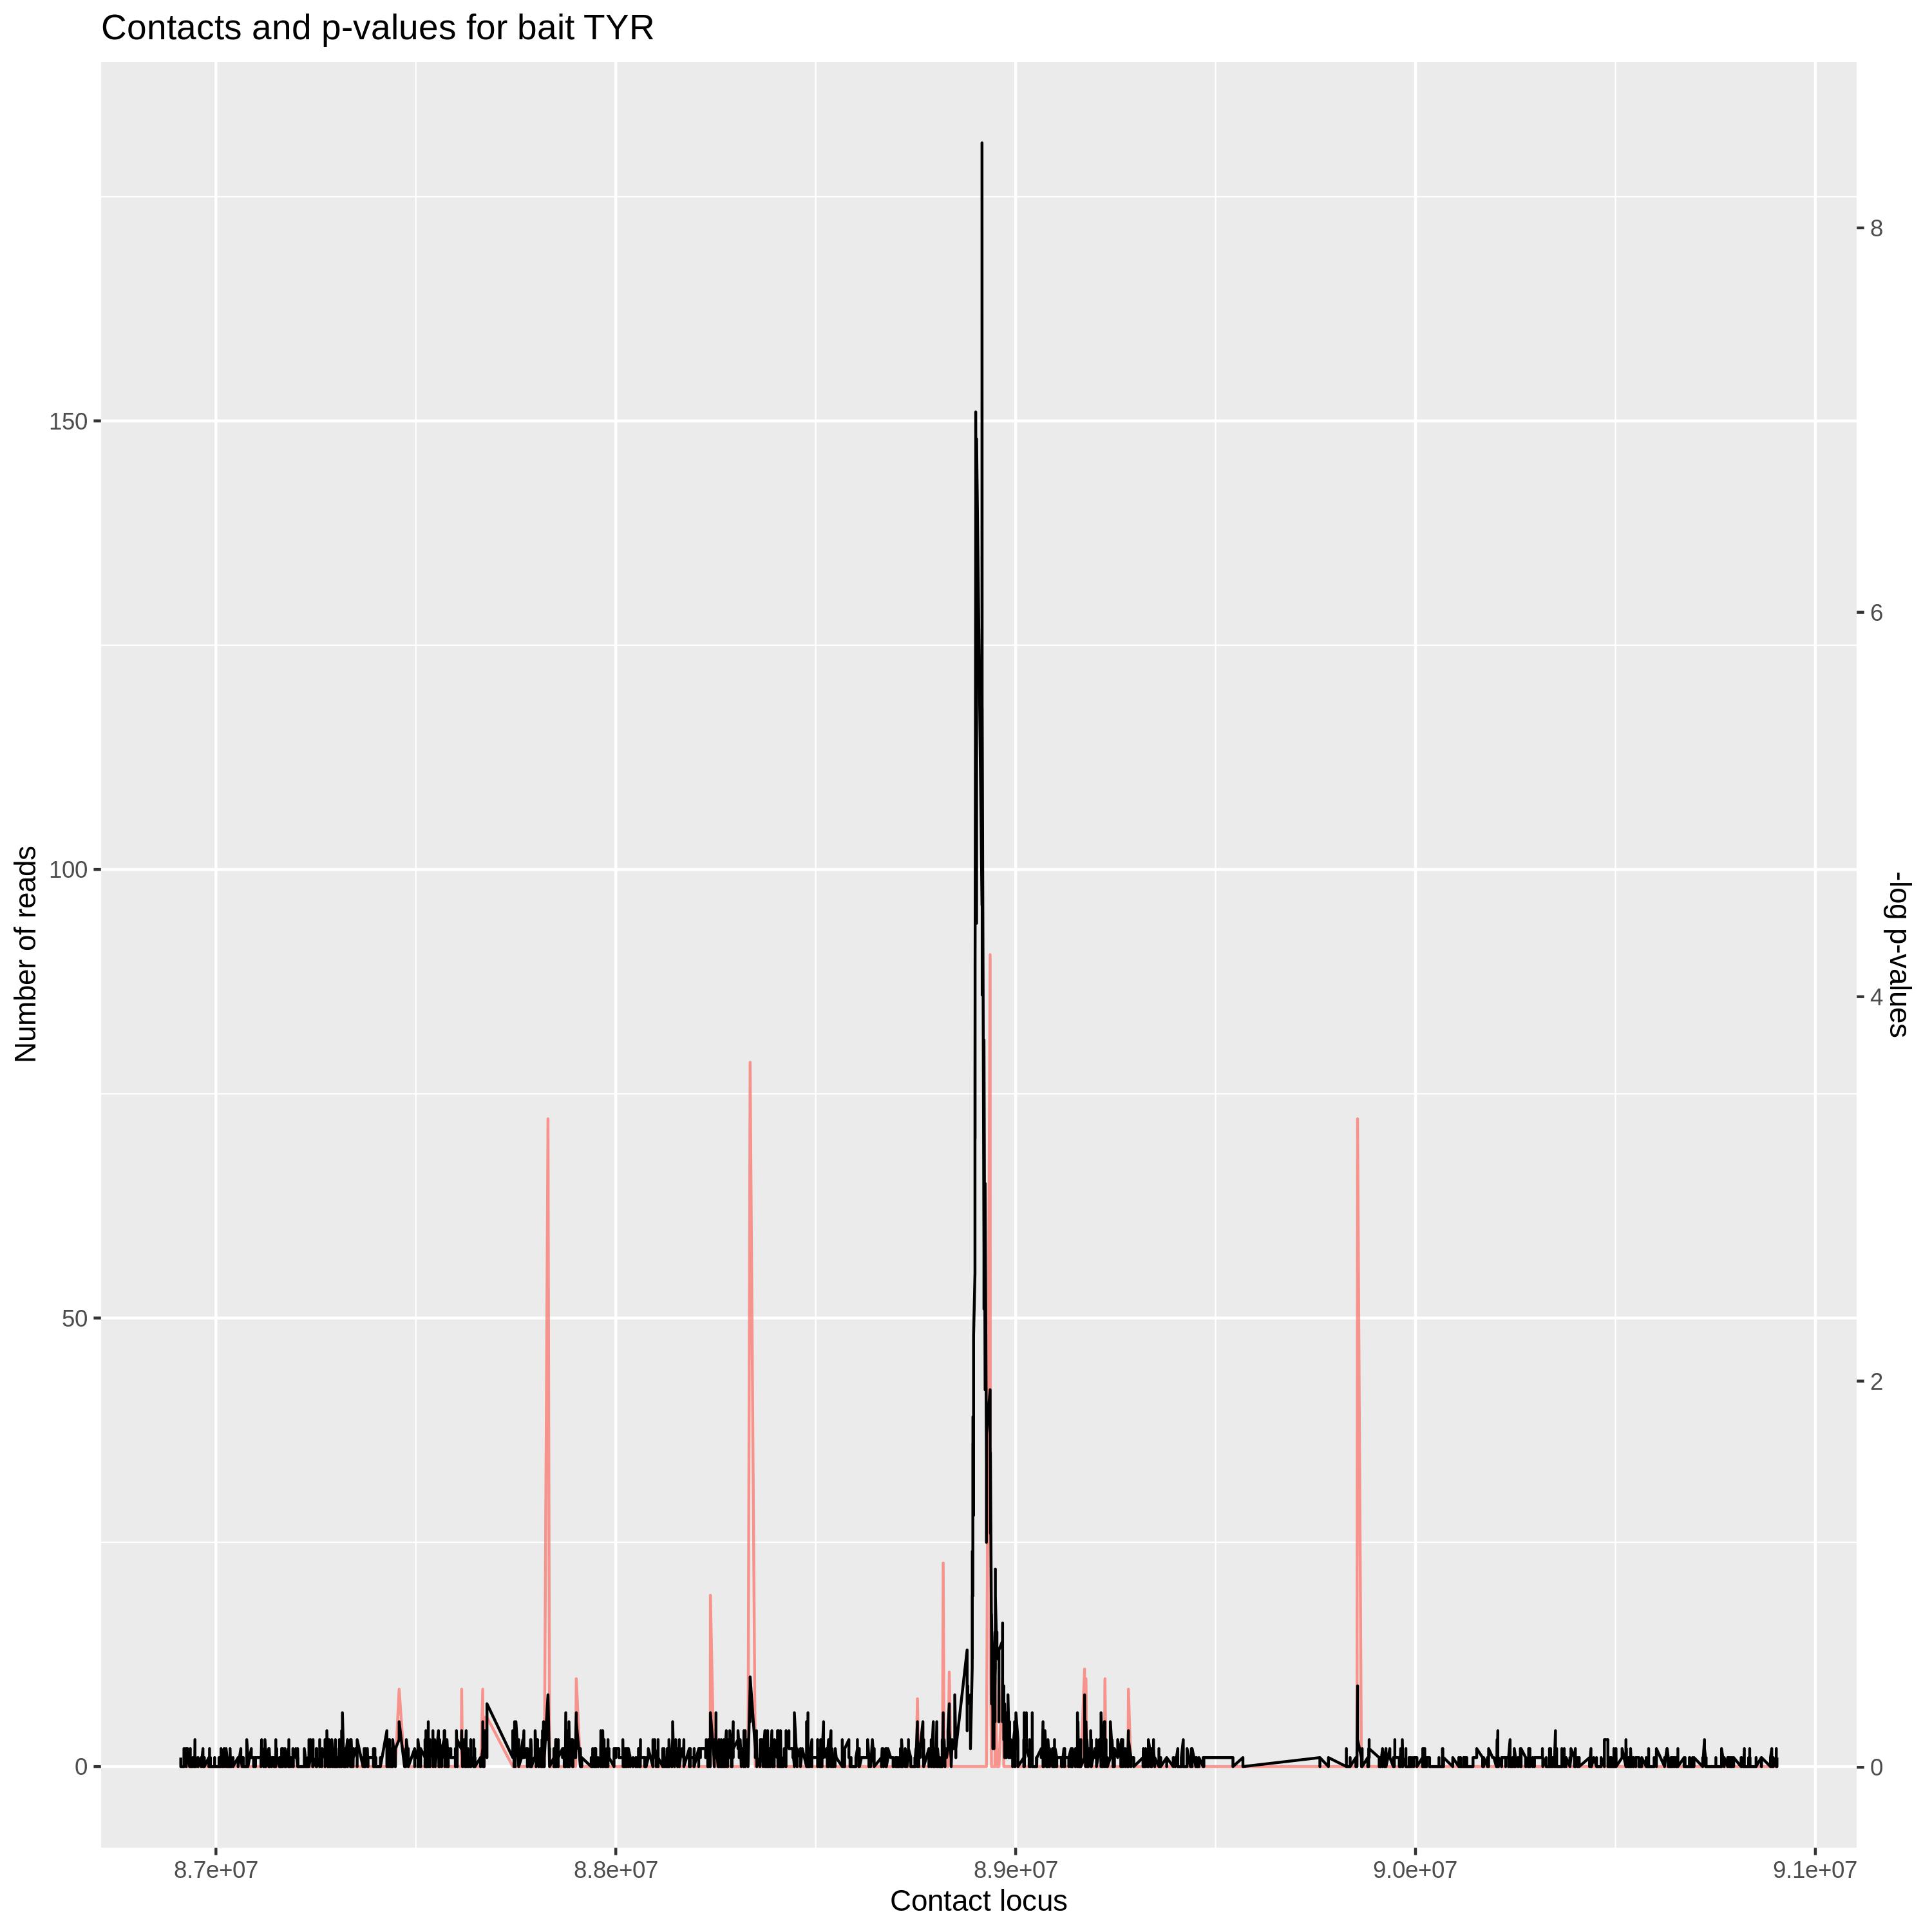 Contacts and p-values for bait TYR
Number of reads
150
100
50
0
8
6
4
2
0
-log p-values
8.7e+07
8.8e+07
8.9e+07
9.0e+07
9.1e+07
Contact locus